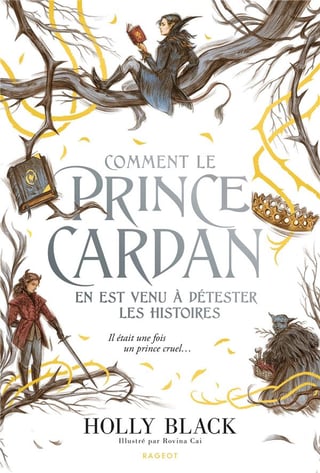 COMMENT LE
PRINCE
CARDAN
EN EST VENU À DÉTESTER
LES HISTOIRES
Il était une fois
un prince cruel…
HOLLY BLACK
Illustré par Rovina Cai
RAGEOT